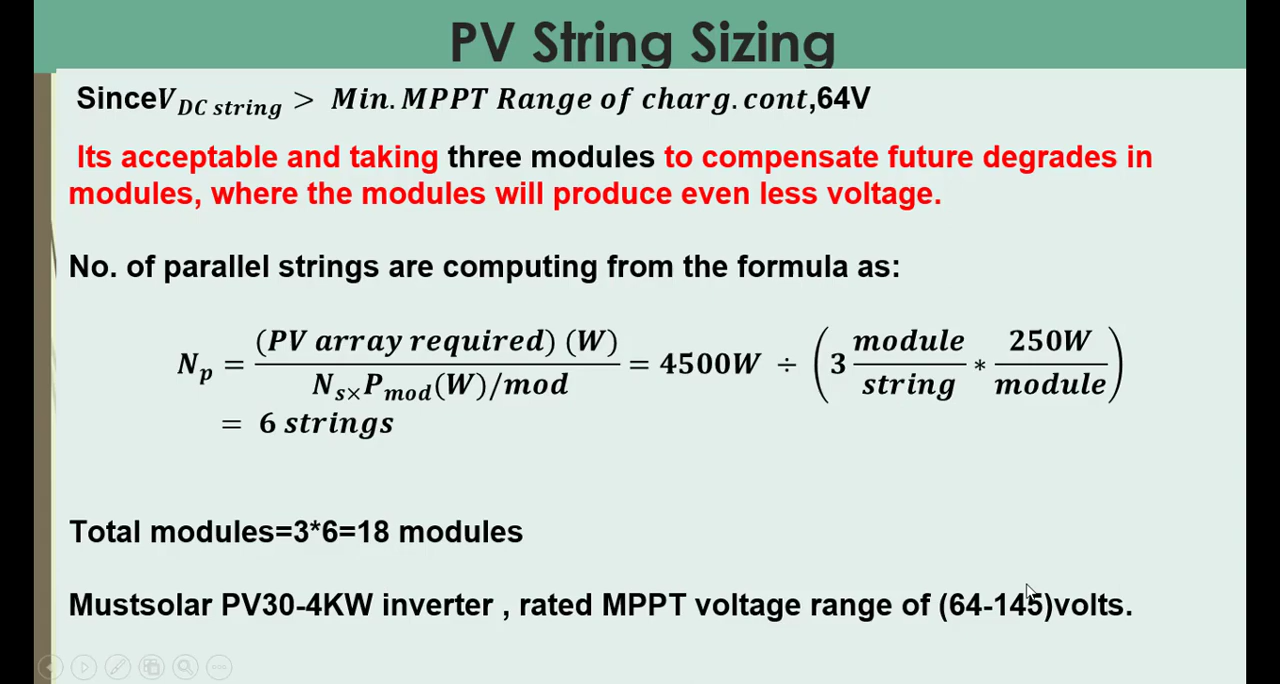 PV String Sizing
SinceV_DC string > Min. MPPT Range of charg. cont,64V
Its acceptable and taking three modules to compensate future degrades in
modules, where the modules will produce even less voltage.
No. of parallel strings are computing from the formula as:
N_p = (PV array required) (W) / N_s× P_mod(W)/mod = 4500W ÷ (3 module/string * 250W/module)
= 6 strings
Total modules=3*6=18 modules
Mustsolar PV30-4KW inverter , rated MPPT voltage range of (64-145)volts.